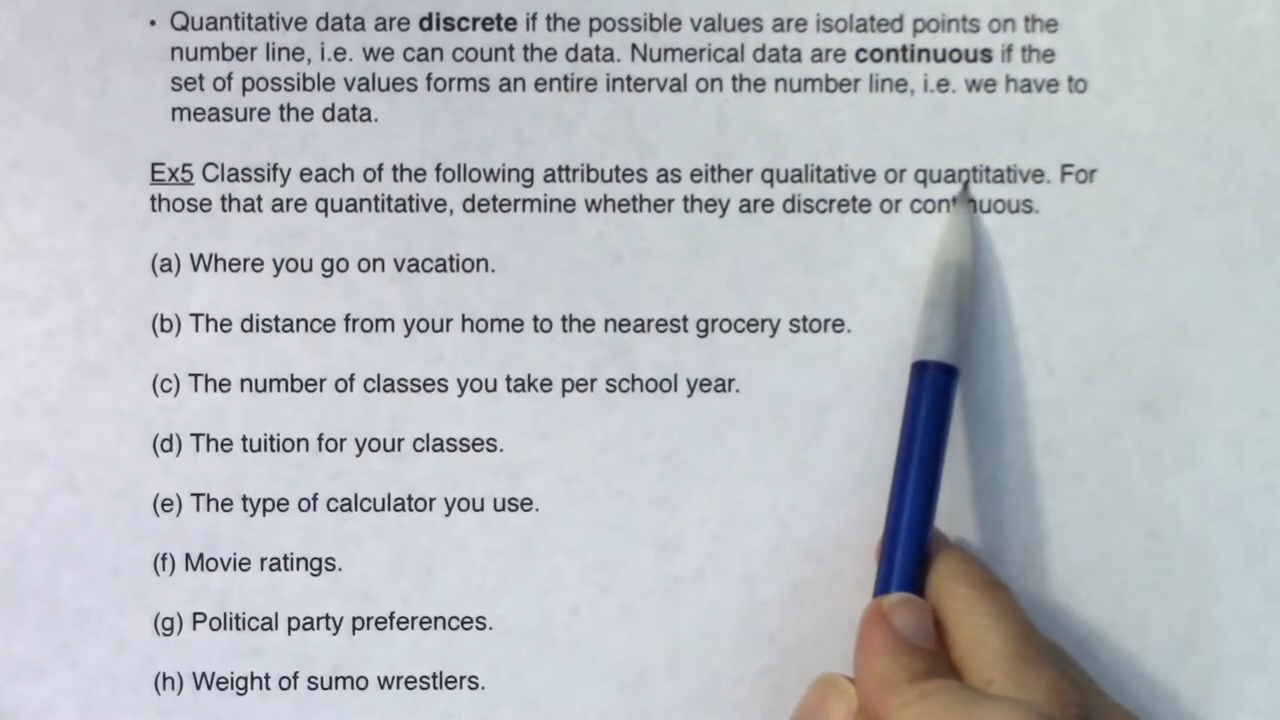 • Quantitative data are discrete if the possible values are isolated points on the
number line, i.e. we can count the data. Numerical data are continuous if the
set of possible values forms an entire interval on the number line, i.e. we have to
measure the data.
Ex5 Classify each of the following attributes as either qualitative or quantitative. For
those that are quantitative, determine whether they are discrete or continuous.
(a) Where you go on vacation.
(b) The distance from your home to the nearest grocery store.
(c) The number of classes you take per school year.
(d) The tuition for your classes.
(e) The type of calculator you use.
(f) Movie ratings.
(g) Political party preferences.
(h) Weight of sumo wrestlers.